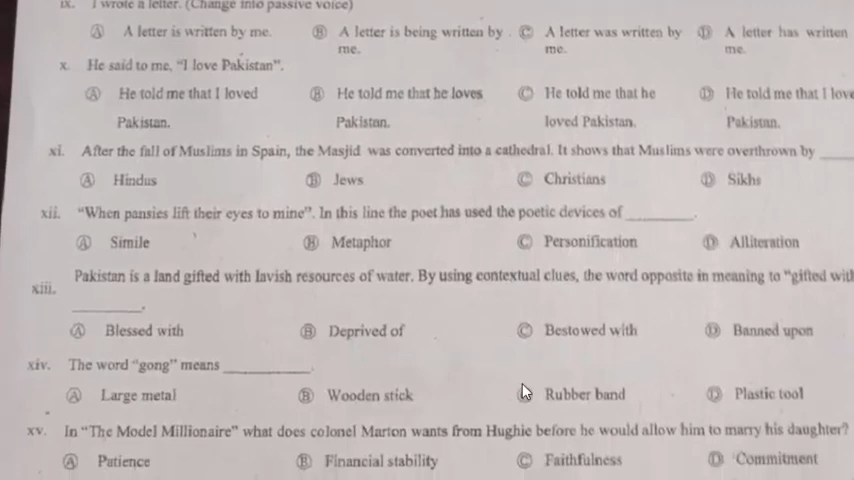 ix. I wrote a letter. (Change into passive voice)
Ⓐ A letter is written by me. Ⓑ A letter is being written by me. Ⓒ A letter was written by me. Ⓓ A letter has written me.
x. He said to me, "I love Pakistan".
Ⓐ He told me that I loved Pakistan. Ⓑ He told me that he loves Pakistan. Ⓒ He told me that he loved Pakistan. Ⓓ He told me that I love Pakistan.
xi. After the fall of Muslims in Spain, the Masjid was converted into a cathedral. It shows that Muslims were overthrown by ____
Ⓐ Hindus Ⓑ Jews Ⓒ Christians Ⓓ Sikhs
xii. "When pansies lift their eyes to mine". In this line the poet has used the poetic devices of ________.
Ⓐ Simile Ⓑ Metaphor Ⓒ Personification Ⓓ Alliteration
xiii. Pakistan is a land gifted with lavish resources of water. By using contextual clues, the word opposite in meaning to "gifted with
________.
Ⓐ Blessed with Ⓑ Deprived of Ⓒ Bestowed with Ⓓ Banned upon
xiv. The word "gong" means __________.
Ⓐ Large metal Ⓑ Wooden stick Rubber band Ⓓ Plastic tool
xv. In "The Model Millionaire" what does colonel Marton wants from Hughie before he would allow him to marry his daughter?
Ⓐ Patience Ⓑ Financial stability Ⓒ Faithfulness Ⓓ Commitment